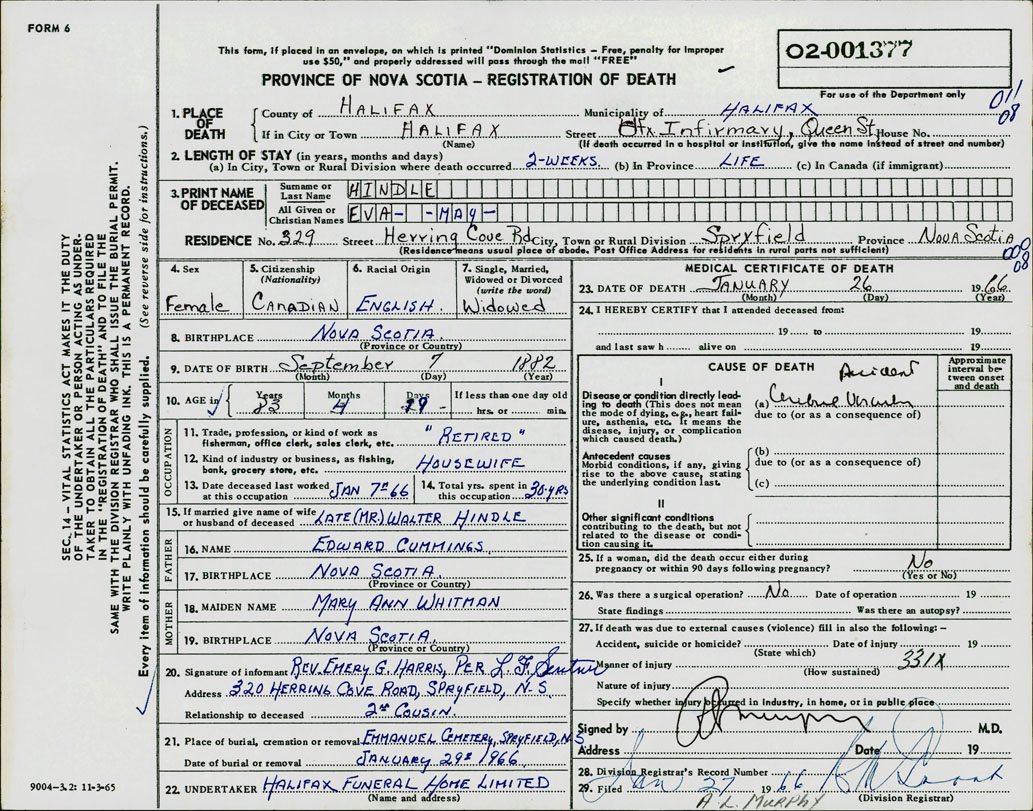 FORM 6
This form, if placed in an envelope, on which is printed "Dominion Statistics – Free, penalty for improper
use $50," and properly addressed will pass through the mail "FREE"
PROVINCE OF NOVA SCOTIA – REGISTRATION OF DEATH
02-001377
For use of the Department only
011
08
1. PLACE OF DEATH
County of HALIFAX Municipality of HALIFAX
If in City or Town HALIFAX Street Hfx Infirmary, Queen St. House No.
(Name) (If death occurred in a hospital or institution, give the name instead of street and number)
2. LENGTH OF STAY (in years, months and days)
(a) In City, Town or Rural Division where death occurred 2-WEEKS. (b) In Province LIFE (c) In Canada (if immigrant)
3. PRINT NAME OF DECEASED
Surname or Last Name HINDLE
All Given or Christian Names EVA- -MAY-
RESIDENCE No. 329 Street Herring Cove Rd City, Town or Rural Division Spryfield Province NOVA SCOTIA
(Residence means usual place of abode. Post Office Address for residents in rural parts not sufficient)
000
08
4. Sex Female
5. Citizenship (Nationality) CANADIAN
6. Racial Origin ENGLISH.
7. Single, Married, Widowed or Divorced (write the word) Widowed
8. BIRTHPLACE NOVA SCOTIA.
(Province or Country)
9. DATE OF BIRTH September 7 1882
(Month) (Day) (Year)
10. AGE in Years 83 Months 4 Days 19 If less than one day old
hrs. or min.
OCCUPATION
11. Trade, profession, or kind of work as fisherman, office clerk, sales clerk, etc. "RETIRED"
12. Kind of industry or business, as fishing, bank, grocery store, etc. HOUSEWIFE
13. Date deceased last worked at this occupation JAN 7th 66
14. Total yrs. spent in this occupation 30-YRS
15. If married give name of wife or husband of deceased LATE (MR.) WALTER HINDLE
FATHER
16. NAME EDWARD CUMMINGS.
17. BIRTHPLACE NOVA SCOTIA.
(Province or Country)
MOTHER
18. MAIDEN NAME MARY ANN WHITMAN
19. BIRTHPLACE NOVA SCOTIA.
(Province or Country)
20. Signature of informant REV. EMERY G. HARRIS, PER L. F.
Address 320 HERRING COVE ROAD, SPRYFIELD, N-S.
Relationship to deceased 2nd COUSIN.
21. Place of burial, cremation or removal EMMANUEL CEMETERY, SPRYFIELD, N-S
Date of burial or removal JANUARY 29th 1966
22. UNDERTAKER HALIFAX FUNERAL HOME LIMITED
(Name and address)
MEDICAL CERTIFICATE OF DEATH
23. DATE OF DEATH JANUARY 26 1966
(Month) (Day) (Year)
24. I HEREBY CERTIFY that I attended deceased from:
19 to 19
and last saw h alive on 19
CAUSE OF DEATH
Approximate interval between onset and death
Accident
I
Disease or condition directly leading to death (This does not mean the mode of dying, e.g., heart failure, asthenia, etc. It means the disease, injury, or complication which caused death.)
(a) Cerebral Vascular
due to (or as a consequence of)
Antecedent causes
Morbid conditions, if any, giving rise to the above cause, stating the underlying condition last.
(b)
due to (or as a consequence of)
(c)
II
Other significant conditions
contributing to the death, but not related to the disease or condition causing it.
25. If a woman, did the death occur either during pregnancy or within 90 days following pregnancy? No
(Yes or No)
26. Was there a surgical operation? No Date of operation 19
State findings Was there an autopsy?
27. If death was due to external causes (violence) fill in also the following:–
Accident, suicide or homicide? Date of injury 19
(State which)
Manner of injury 331X
(How sustained)
Nature of injury
Specify whether injury occurred in industry, in home, or in public place
Signed by M.D.
Address Date 19
28. Division Registrar's Record Number
29. Filed Jan 27 1966
(Division Registrar)
A. L. MURPHY
SEC. 14 – VITAL STATISTICS ACT MAKES IT THE DUTY
OF THE UNDERTAKER OR PERSON ACTING AS UNDER-
TAKER TO OBTAIN ALL THE PARTICULARS REQUIRED
IN THE "REGISTRATION OF DEATH" AND TO FILE THE
SAME WITH THE DIVISION REGISTRAR WHO SHALL ISSUE THE BURIAL PERMIT.
WRITE PLAINLY WITH UNFADING INK. THIS IS A PERMANENT RECORD.
Every item of information should be carefully supplied. (See reverse side for instructions.)
9004-3.2: 11-3-65